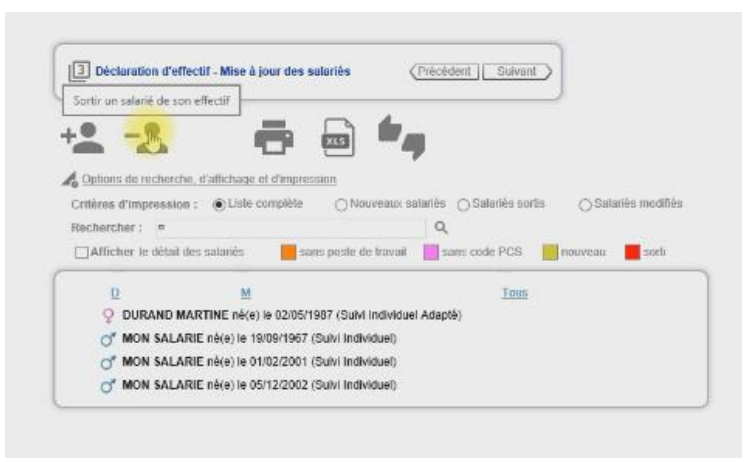 3 Déclaration d'effectif - Mise à jour des salariés Précédent Suivant
Sortir un salarié de son effectif
XLS
Options de recherche, d'affichage et d'impression
Critères d'impression : Liste complète Nouveaux salariés Salariés sortis Salariés modifiés
Rechercher :
Afficher le détail des salariés sans poste de travail sans code PCS nouveau sorti
D M Tous
DURAND MARTINE né(e) le 02/05/1987 (Suivi Individuel Adapté)
MON SALARIE né(e) le 19/09/1967 (Suivi Individuel)
MON SALARIE né(e) le 01/02/2001 (Suivi Individuel)
MON SALARIE né(e) le 05/12/2002 (Suivi Individuel)